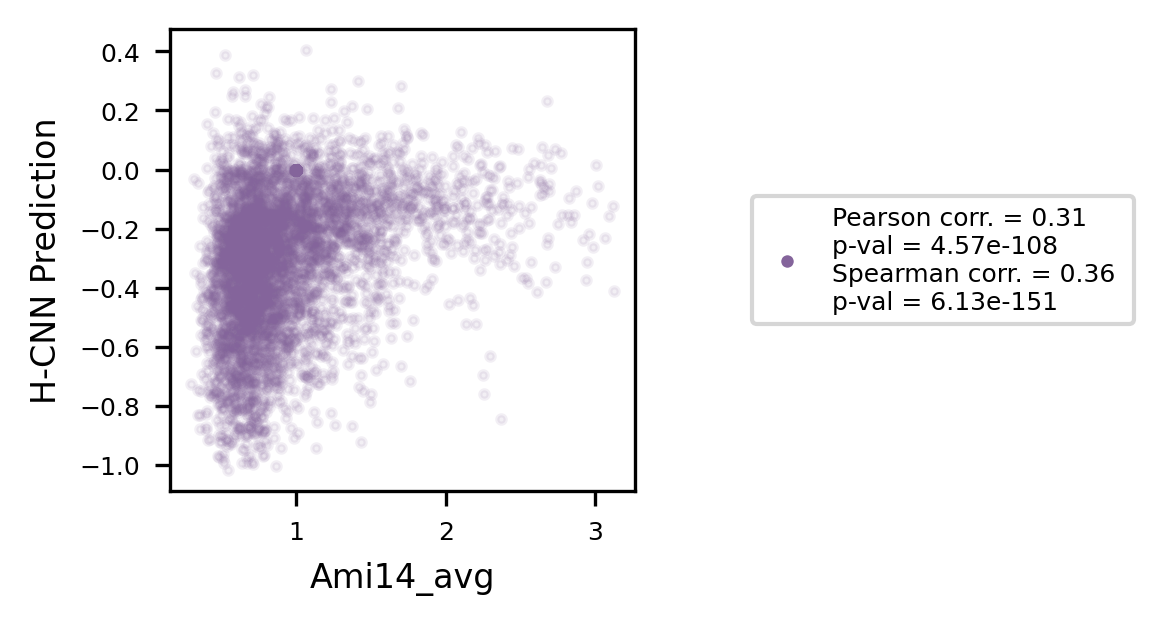 0.4
0.2
0.0
−0.2
−0.4
−0.6
−0.8
−1.0
H-CNN Prediction
1 2 3
Ami14_avg
Pearson corr. = 0.31
p-val = 4.57e-108
Spearman corr. = 0.36
p-val = 6.13e-151